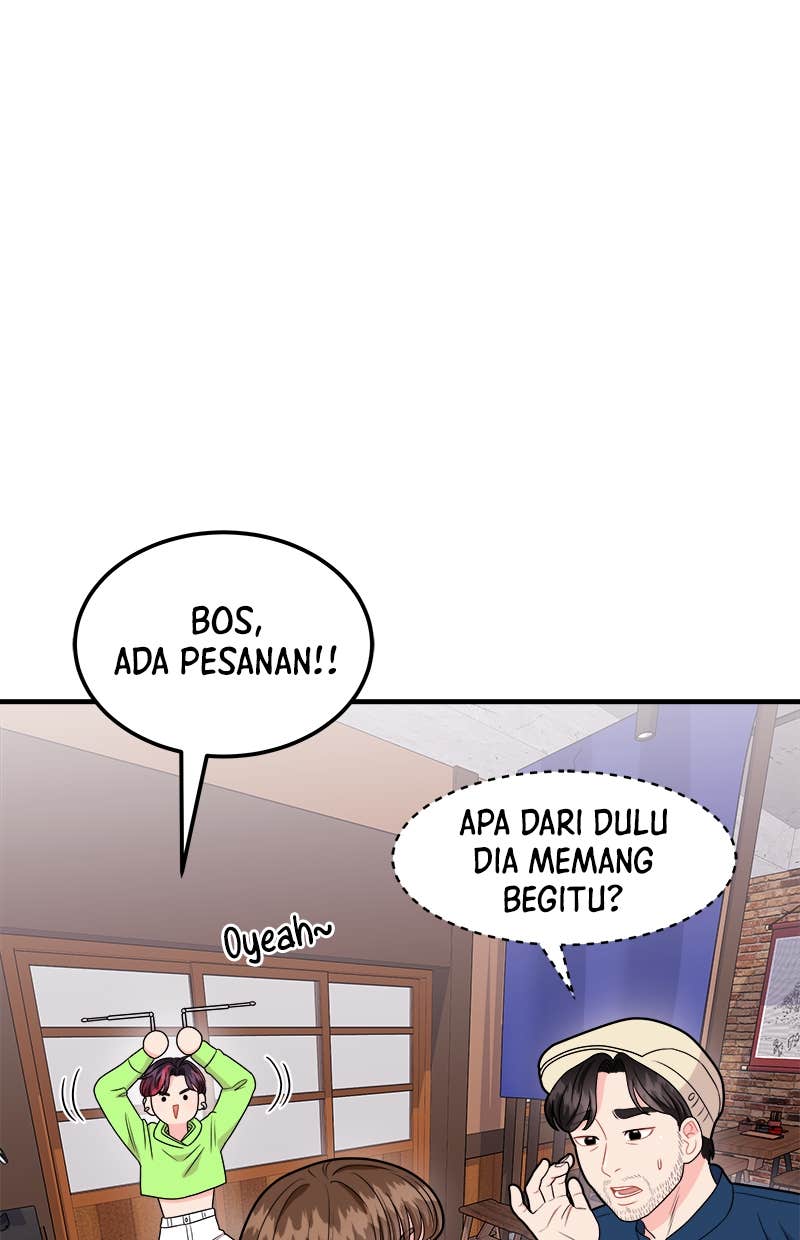 BOS,
ADA PESANAN!!
APA DARI DULU
DIA MEMANG
BEGITU?
Oyeah~